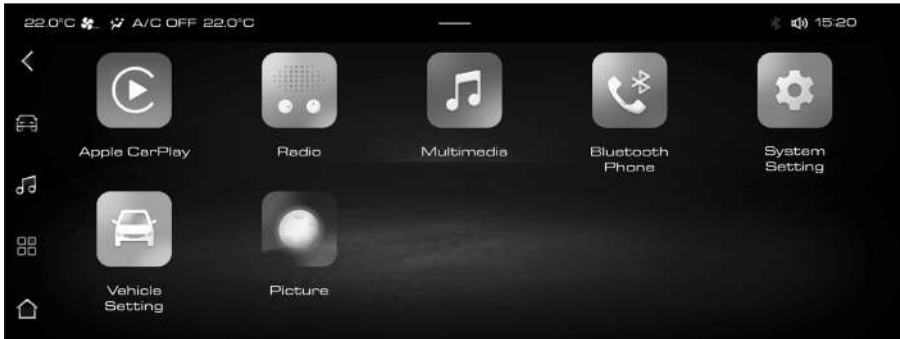 22.0°C A/C OFF 22.0°C 15:20
Apple CarPlay Radio Multimedia Bluetooth System
Phone Setting
Vehicle Picture
Setting